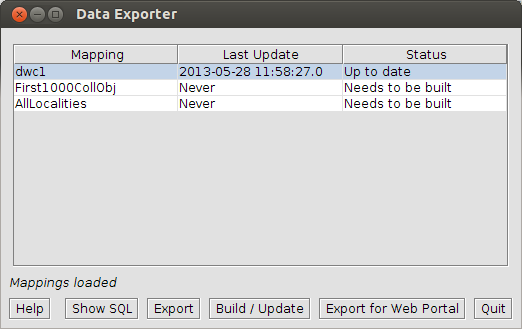 Data Exporter
Mapping Last Update Status
dwc1 2013-05-28 11:58:27.0 Up to date
First1000CollObj Never Needs to be built
AllLocalities Never Needs to be built
Mappings loaded
Help Show SQL Export Build / Update Export for Web Portal Quit